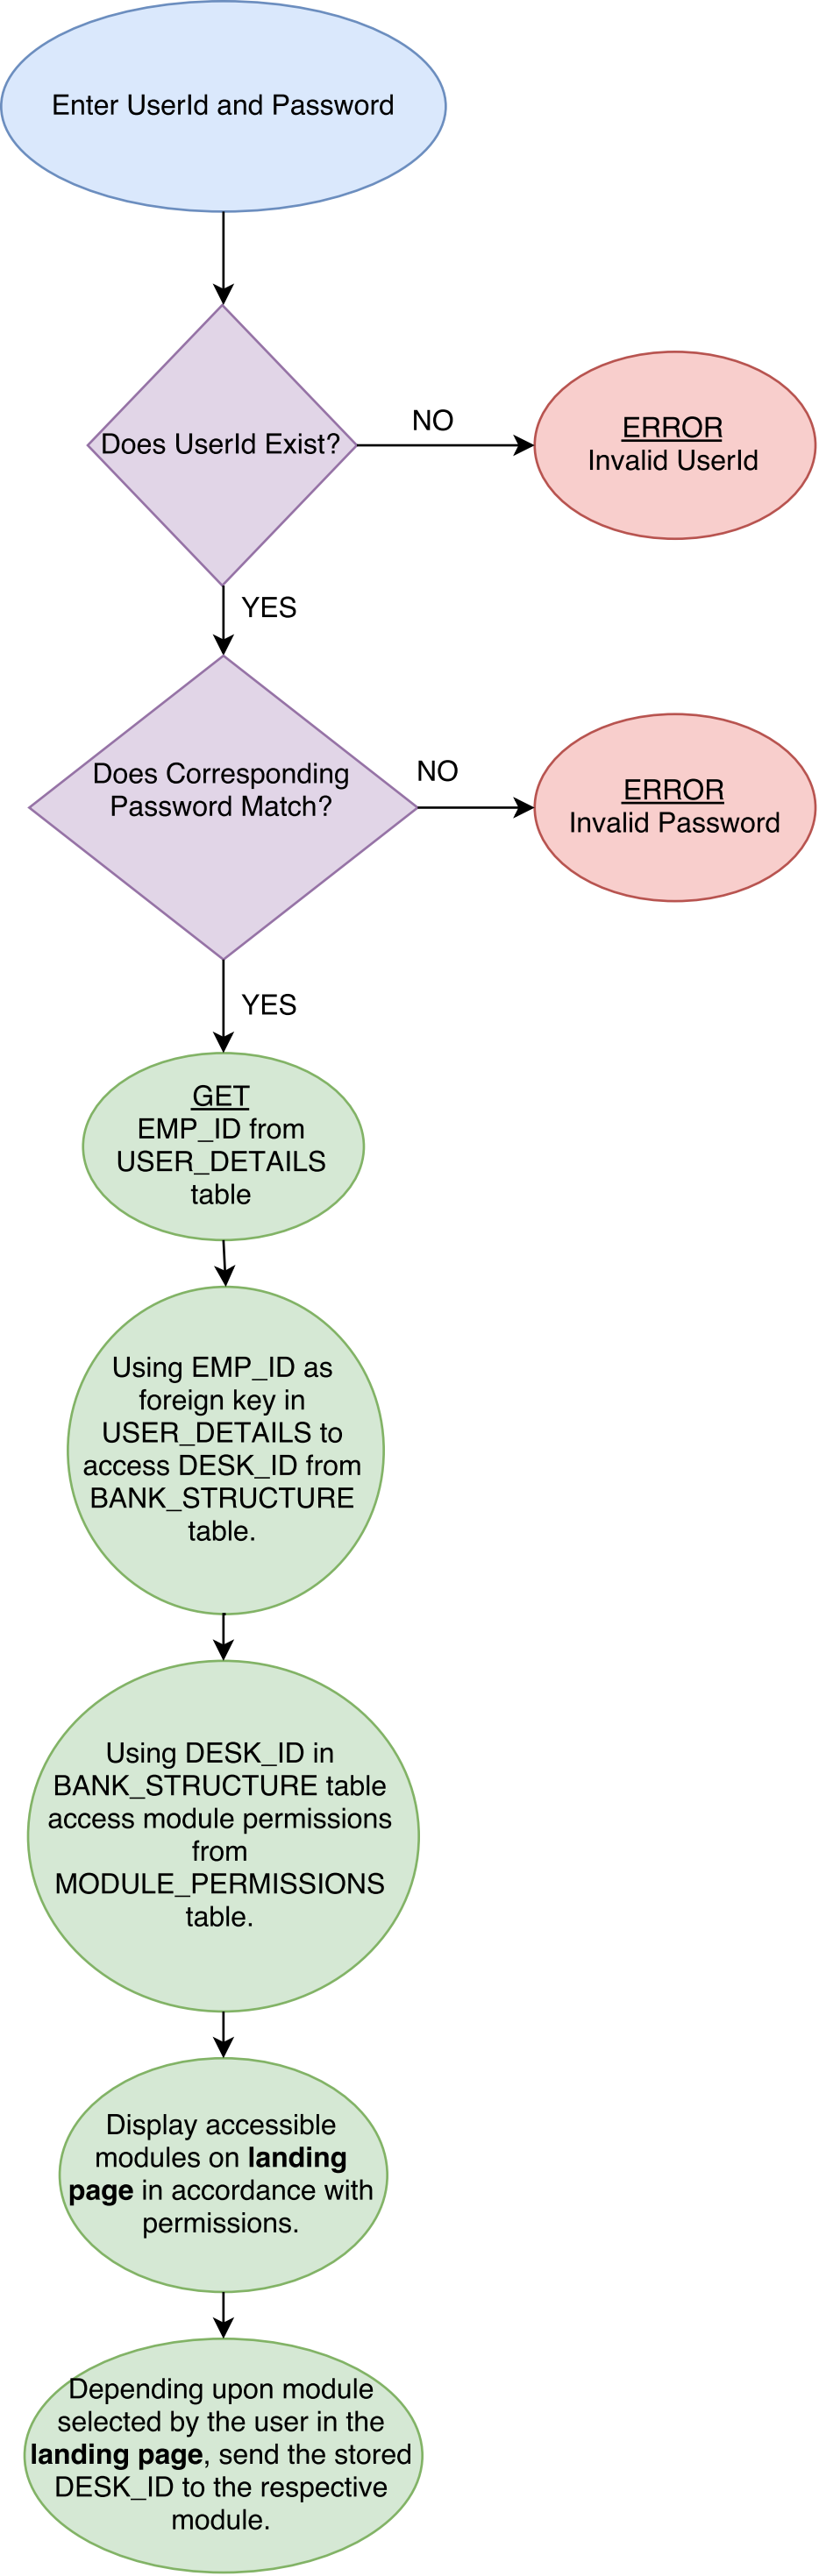 Enter UserId and Password
Does UserId Exist?
NO
ERROR
Invalid UserId
YES
Does Corresponding
Password Match?
NO
ERROR
Invalid Password
YES
GET
EMP_ID from
USER_DETAILS
table
Using EMP_ID as
foreign key in
USER_DETAILS to
access DESK_ID from
BANK_STRUCTURE
table.
Using DESK_ID in
BANK_STRUCTURE table
access module permissions
from
MODULE_PERMISSIONS
table.
Display accessible
modules on landing
page in accordance with
permissions.
Depending upon module
selected by the user in the
landing page, send the stored
DESK_ID to the respective
module.